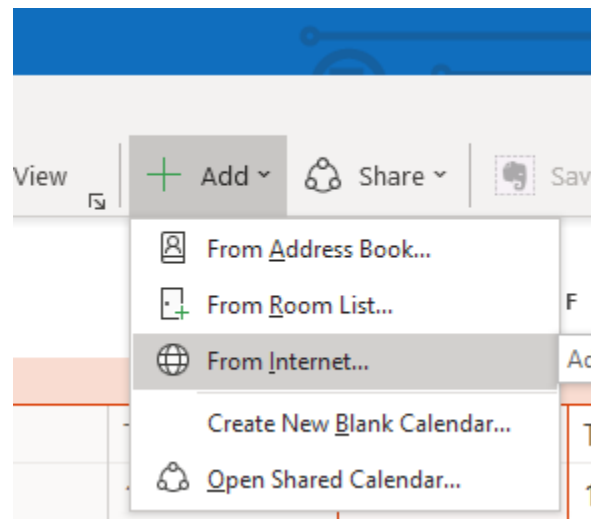 View
Add
Share
Sav
From Address Book...
From Room List...
F
From Internet...
Create New Blank Calendar...
Open Shared Calendar...